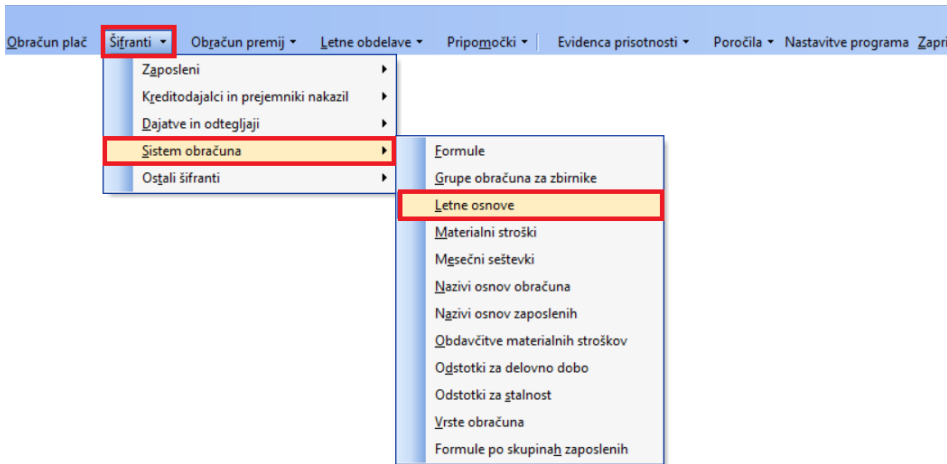 Obračun plač Šifranti Obračun premij Letne obdelave Pripomočki Evidenca prisotnosti Poročila Nastavitve programa Zapri
Zaposleni
Kreditodajalci in prejemniki nakazil
Dajatve in odtegljaji
Sistem obračuna
Ostali šifranti
Formule
Grupe obračuna za zbirnike
Letne osnove
Materialni stroški
Mesečni seštevki
Nazivi osnov obračuna
Nazivi osnov zaposlenih
Obdavčitve materialnih stroškov
Odstotki za delovno dobo
Odstotki za stalnost
Vrste obračuna
Formule po skupinah zaposlenih